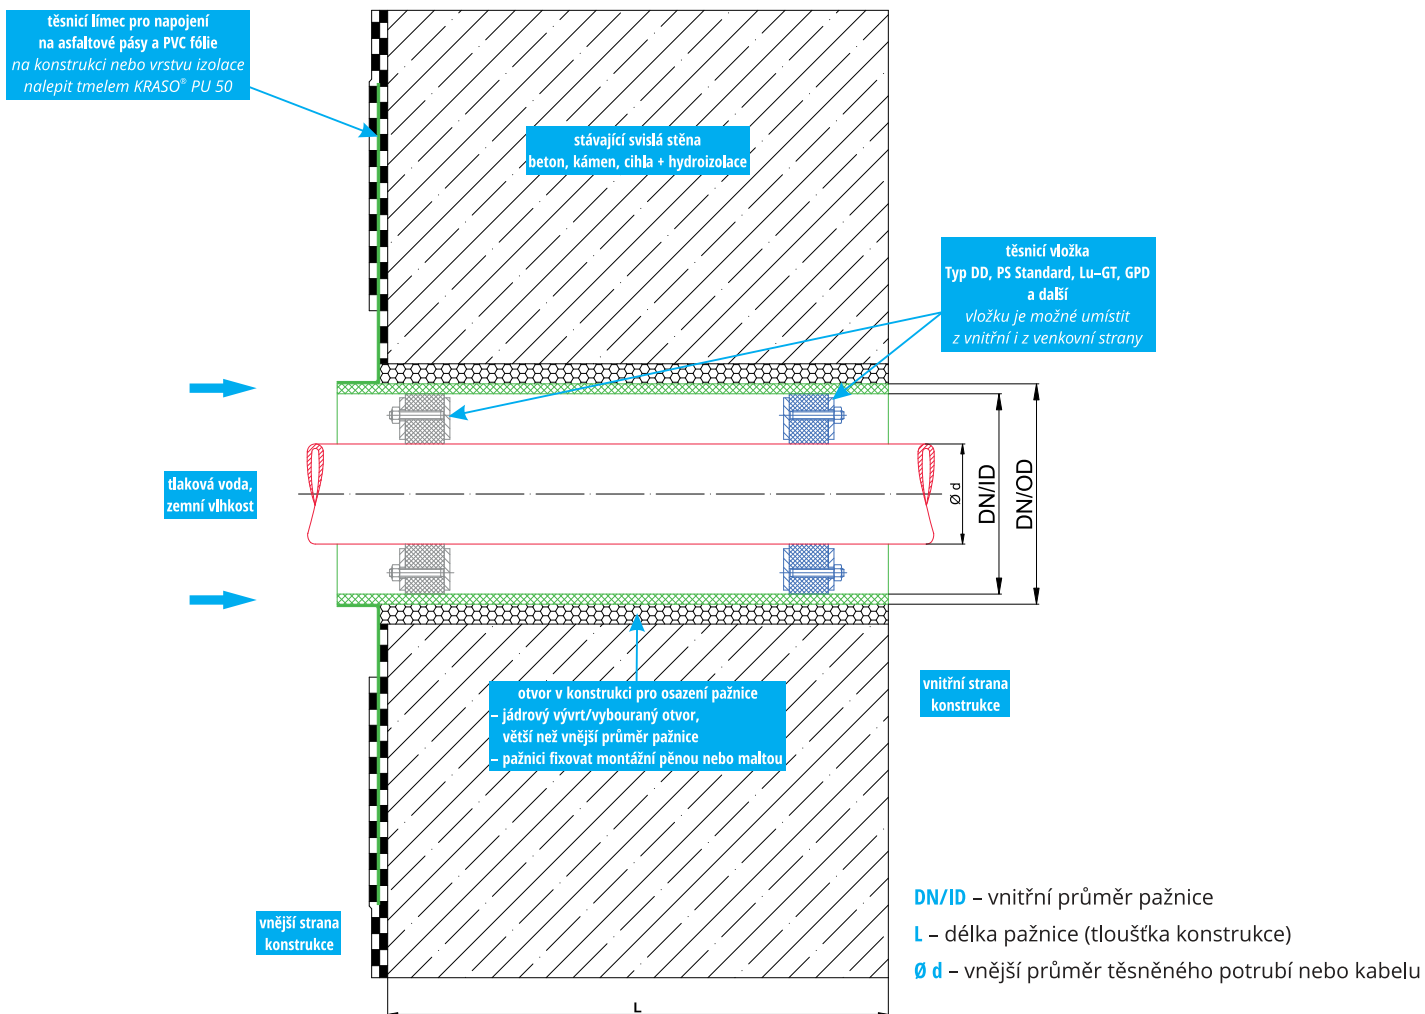 těsnicí límec pro napojení
na asfaltové pásy a PVC fólie
na konstrukci nebo vrstvu izolace
nalepit tmelem KRASO® PU 50
stávající svislá stěna
beton, kámen, cihla + hydroizolace
těsnicí vložka
Typ DD, PS Standard, Lu–GT, GPD
a další
vložku je možné umístit
z vnitřní i z venkovní strany
tlaková voda,
zemní vlhkost
Ø d
DN/ID
DN/OD
otvor v konstrukci pro osazení pažnice
– jádrový vývrt/vybouraný otvor,
větší než vnější průměr pažnice
– pažnici fixovat montážní pěnou nebo maltou
vnitřní strana
konstrukce
vnější strana
konstrukce
DN/ID – vnitřní průměr pažnice
L – délka pažnice (tloušťka konstrukce)
Ø d – vnější průměr těsněného potrubí nebo kabelu
L